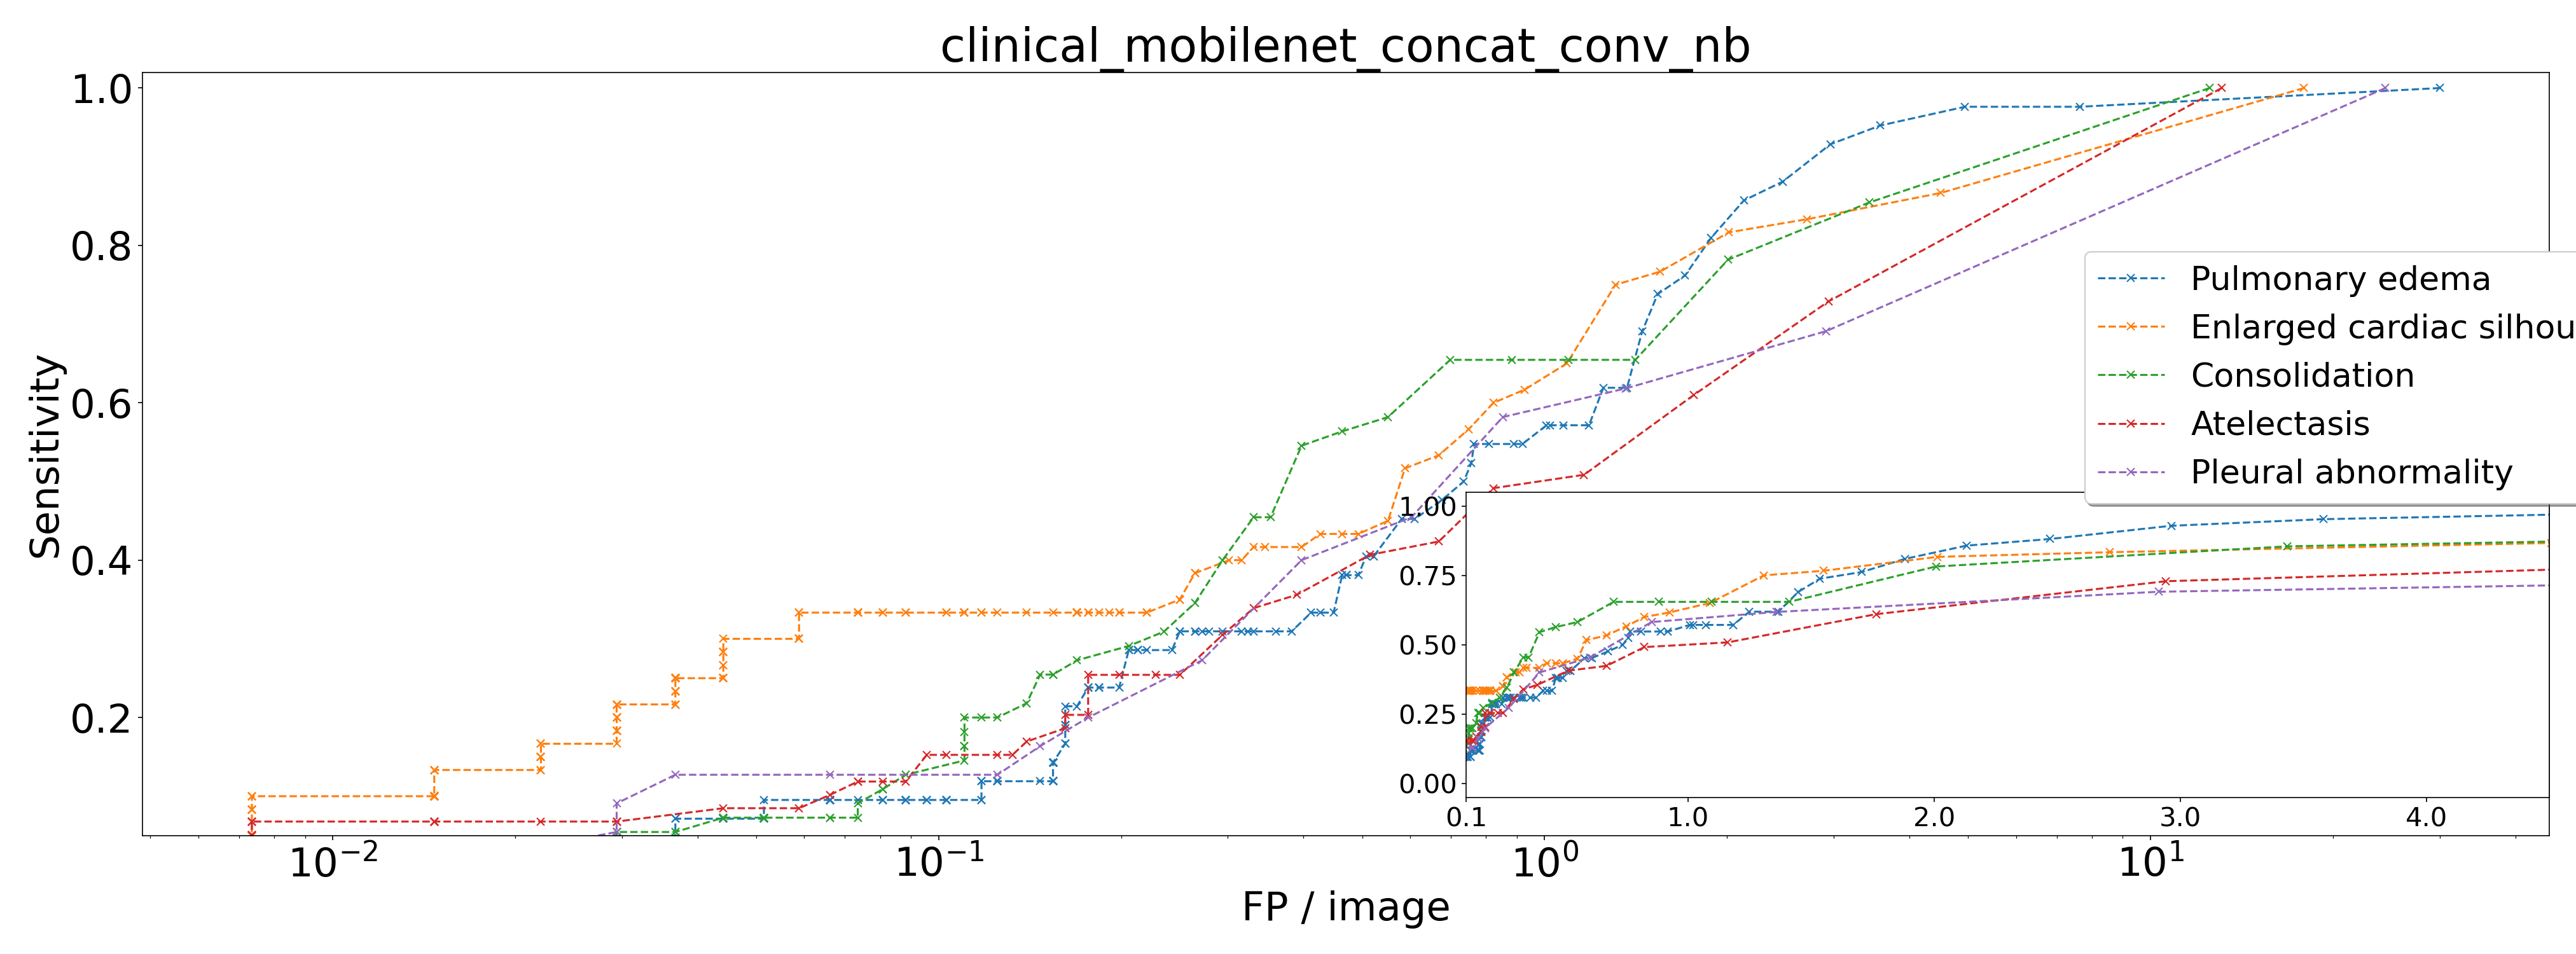 clinical_mobilenet_concat_conv_nb
1.0
0.8
0.6
0.4
0.2
Sensitivity
Pulmonary edema
Enlarged cardiac silhou
Consolidation
Atelectasis
Pleural abnormality
1.00
0.75
0.50
0.25
0.00
0.1 1.0 2.0 3.0 4.0
10⁻² 10⁻¹ 10⁰ 10¹
FP / image